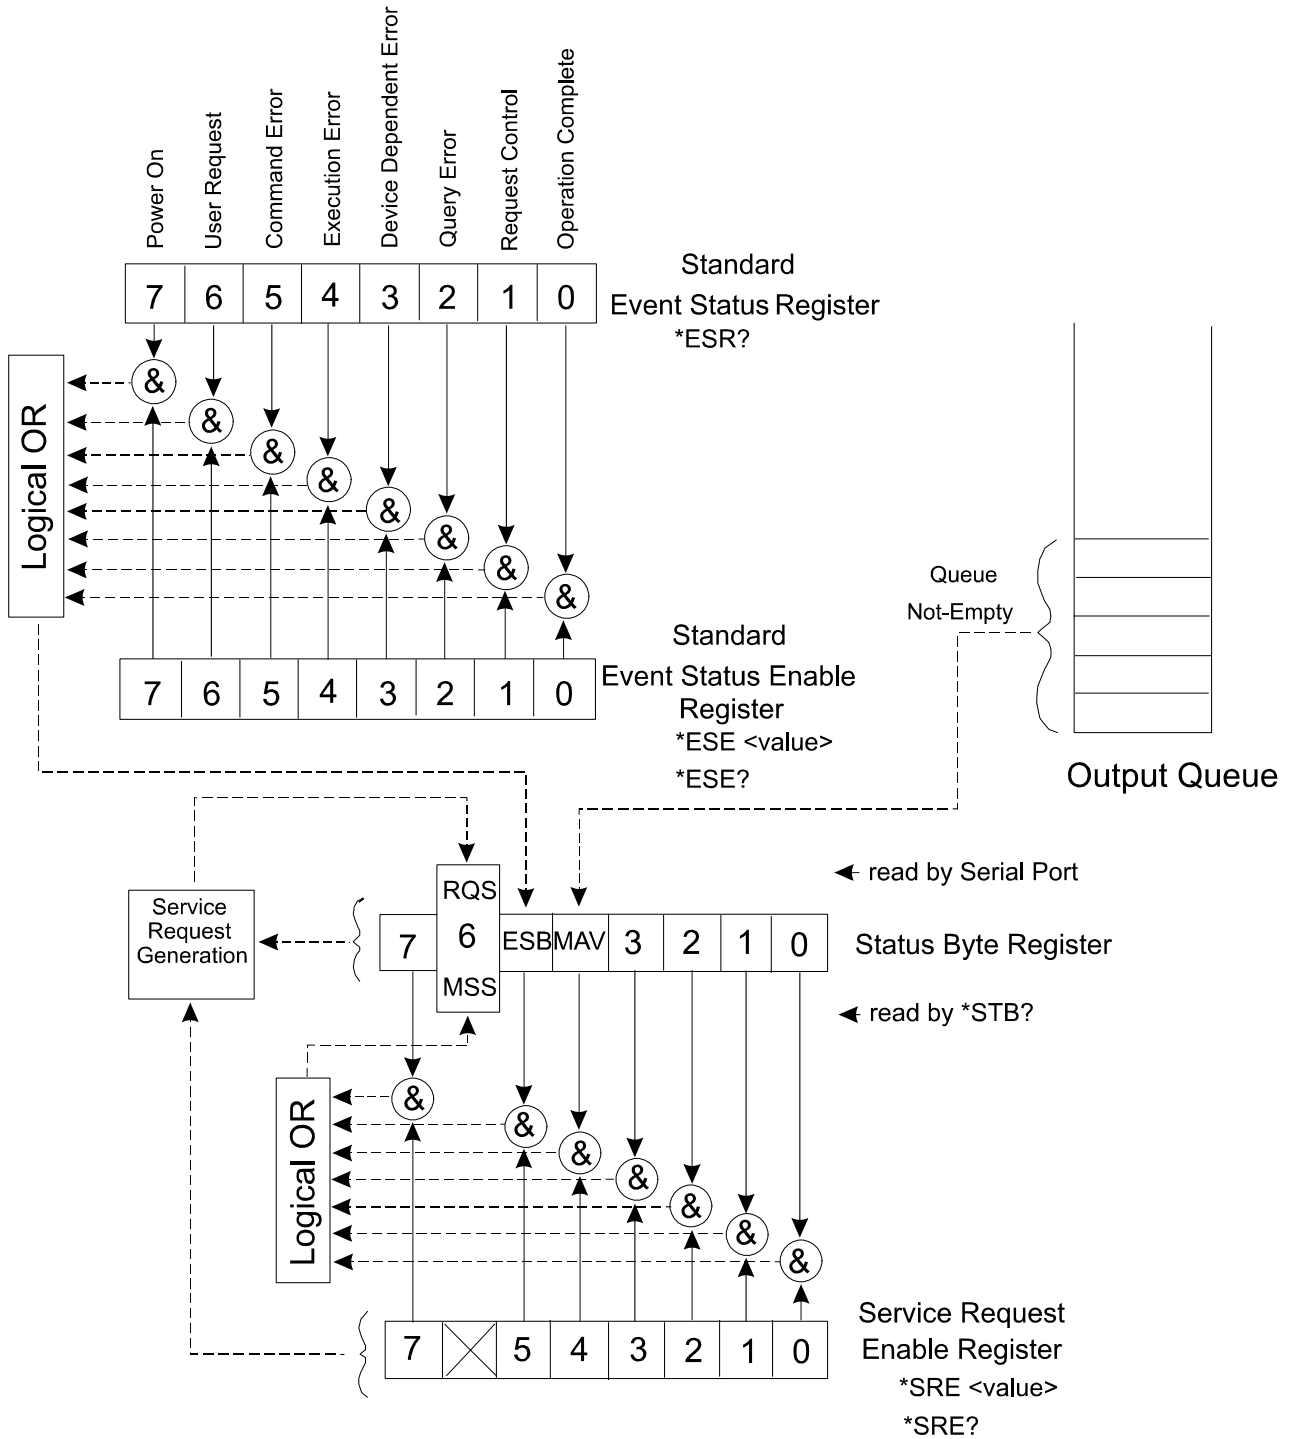 Power On
User Request
Command Error
Execution Error
Device Dependent Error
Query Error
Request Control
Operation Complete
7 6 5 4 3 2 1 0
Standard
Event Status Register
*ESR?
Logical OR
&
&
&
&
&
&
&
&
7 6 5 4 3 2 1 0
Standard
Event Status Enable
Register
*ESE <value>
*ESE?
Queue
Not-Empty
Output Queue
Service
Request
Generation
RQS
7 6 ESB MAV 3 2 1 0
MSS
read by Serial Port
Status Byte Register
read by *STB?
Logical OR
&
&
&
&
&
&
&
7 5 4 3 2 1 0
Service Request
Enable Register
*SRE <value>
*SRE?